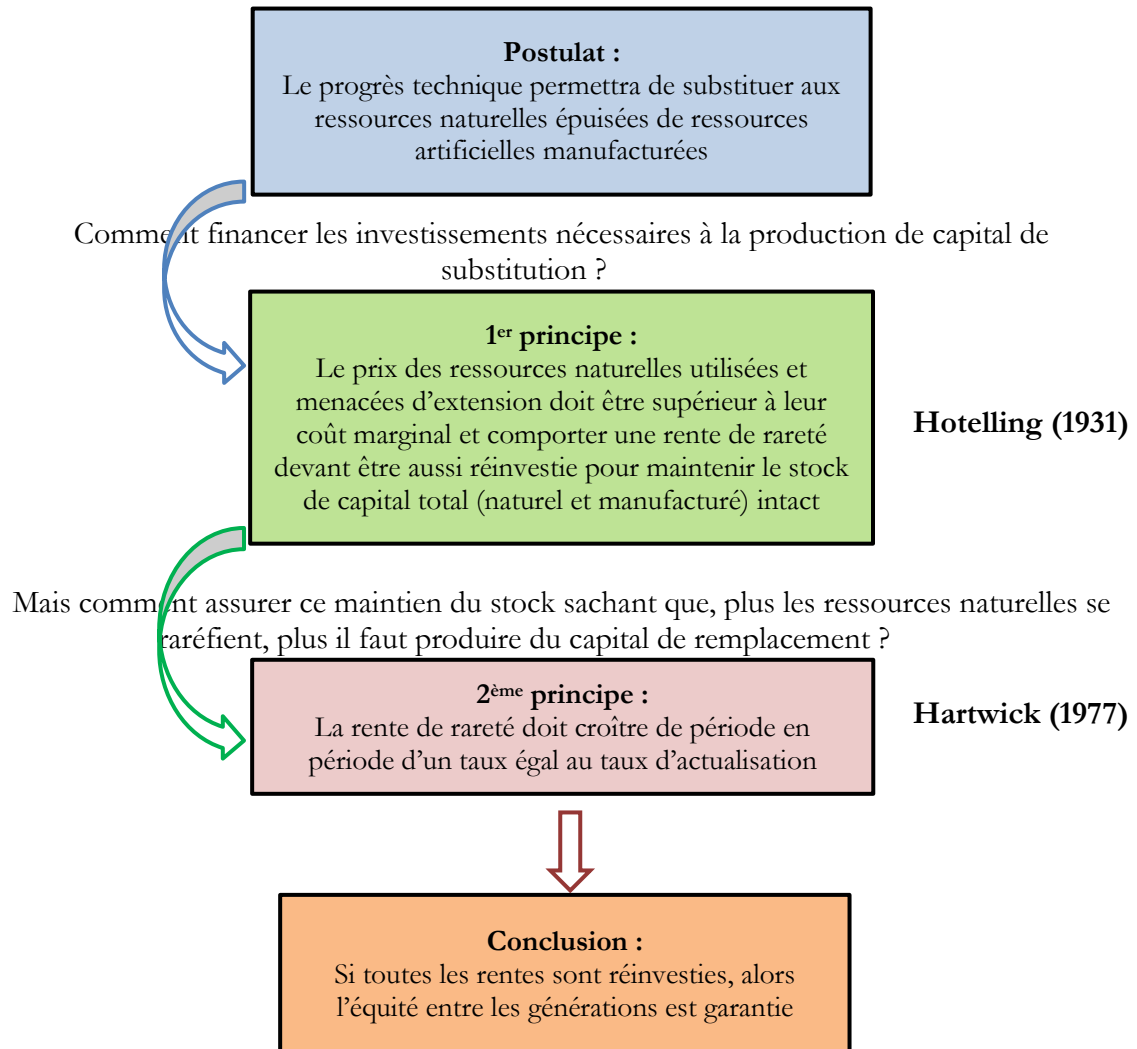 Postulat :
Le progrès technique permettra de substituer aux
ressources naturelles épuisées de ressources
artificielles manufacturées
Comment financer les investissements nécessaires à la production de capital de
substitution ?
1er principe :
Le prix des ressources naturelles utilisées et
menacées d’extension doit être supérieur à leur
coût marginal et comporter une rente de rareté
devant être aussi réinvestie pour maintenir le stock
de capital total (naturel et manufacturé) intact
Hotelling (1931)
Mais comment assurer ce maintien du stock sachant que, plus les ressources naturelles se
raréfient, plus il faut produire du capital de remplacement ?
2ème principe :
La rente de rareté doit croître de période en
période d’un taux égal au taux d’actualisation
Hartwick (1977)
Conclusion :
Si toutes les rentes sont réinvesties, alors
l’équité entre les générations est garantie